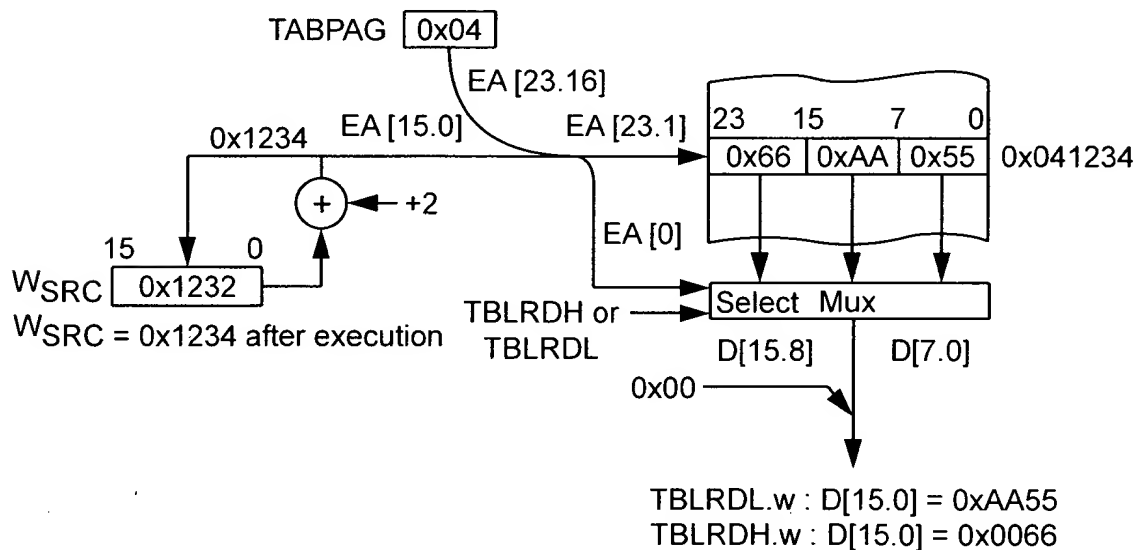 TABPAG 0x04
EA [23.16]
EA [15.0]
EA [23.1]
0x1234
23 15 7 0
0x66 0xAA 0x55 0x041234
+ +2
EA [0]
15 0
WSRC 0x1232
WSRC = 0x1234 after execution
TBLRDH or
TBLRDL
Select Mux
D[15.8] D[7.0]
0x00
TBLRDL.w : D[15.0] = 0xAA55
TBLRDH.w : D[15.0] = 0x0066